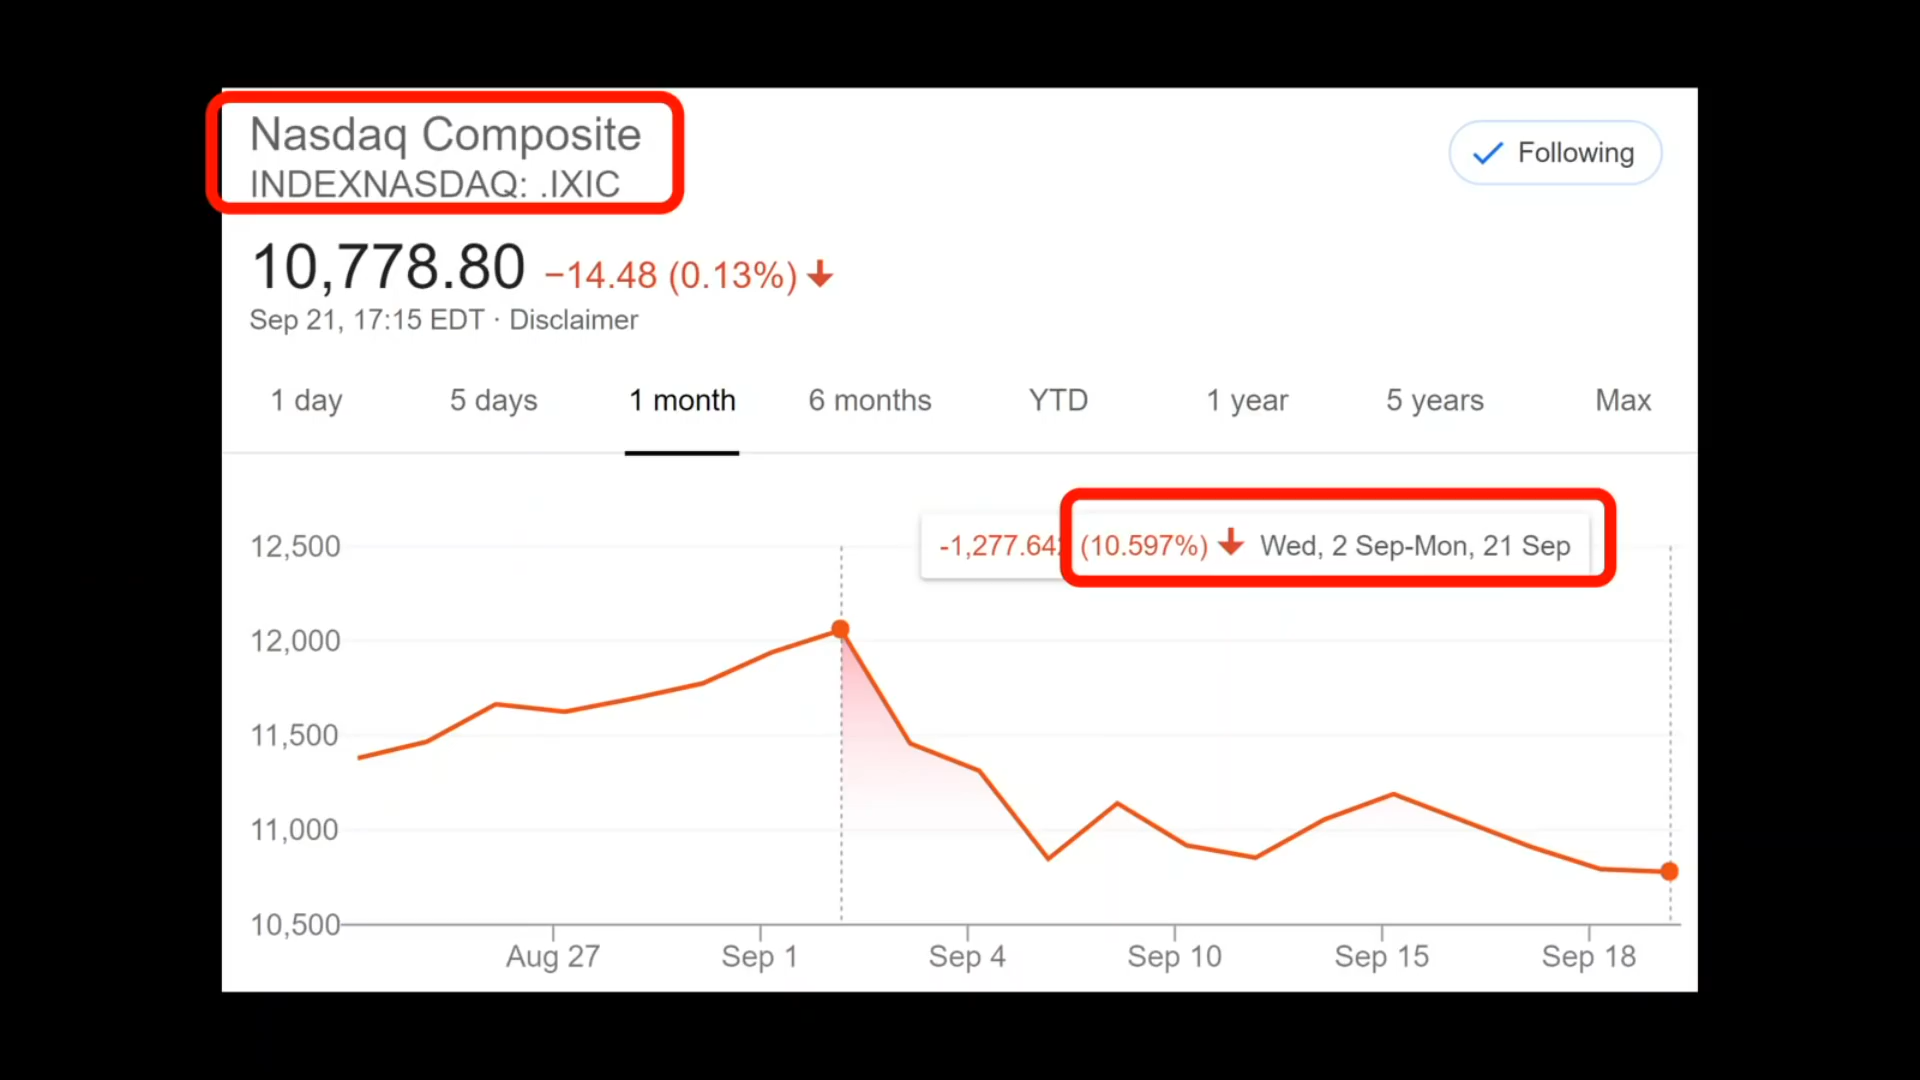 Nasdaq Composite
INDEXNASDAQ: .IXIC
Following
10,778.80 −14.48 (0.13%)
Sep 21, 17:15 EDT · Disclaimer
1 day 5 days 1 month 6 months YTD 1 year 5 years Max
-1,277.64 (10.597%) Wed, 2 Sep-Mon, 21 Sep
12,500
12,000
11,500
11,000
10,500
Aug 27 Sep 1 Sep 4 Sep 10 Sep 15 Sep 18